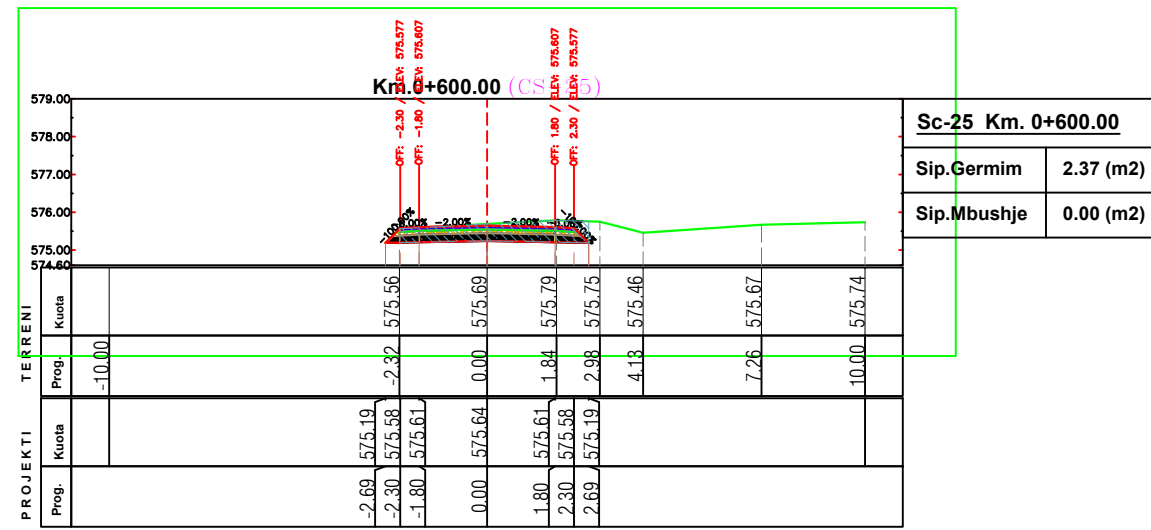 OFF: -2.30 / ELEV: 575.577
OFF: -1.80 / ELEV: 575.607
OFF: 1.80 / ELEV: 575.607
OFF: 2.30 / ELEV: 575.577
Km.0+600.00 (CS-25)
579.00
578.00
577.00
576.00
575.00
574.60
-2.00% -2.00%
Sc-25 Km. 0+600.00
Sip.Germim 2.37 (m2)
Sip.Mbushje 0.00 (m2)
TERRENI
Kuota 575.56 575.69 575.79 575.75 575.46 575.67 575.74
Prog. -10.00 -2.32 0.00 1.84 2.98 4.13 7.26 10.00
PROJEKTI
Kuota 575.19 575.58 575.61 575.64 575.61 575.58 575.19
Prog. -2.69 -2.30 -1.80 0.00 1.80 2.30 2.69